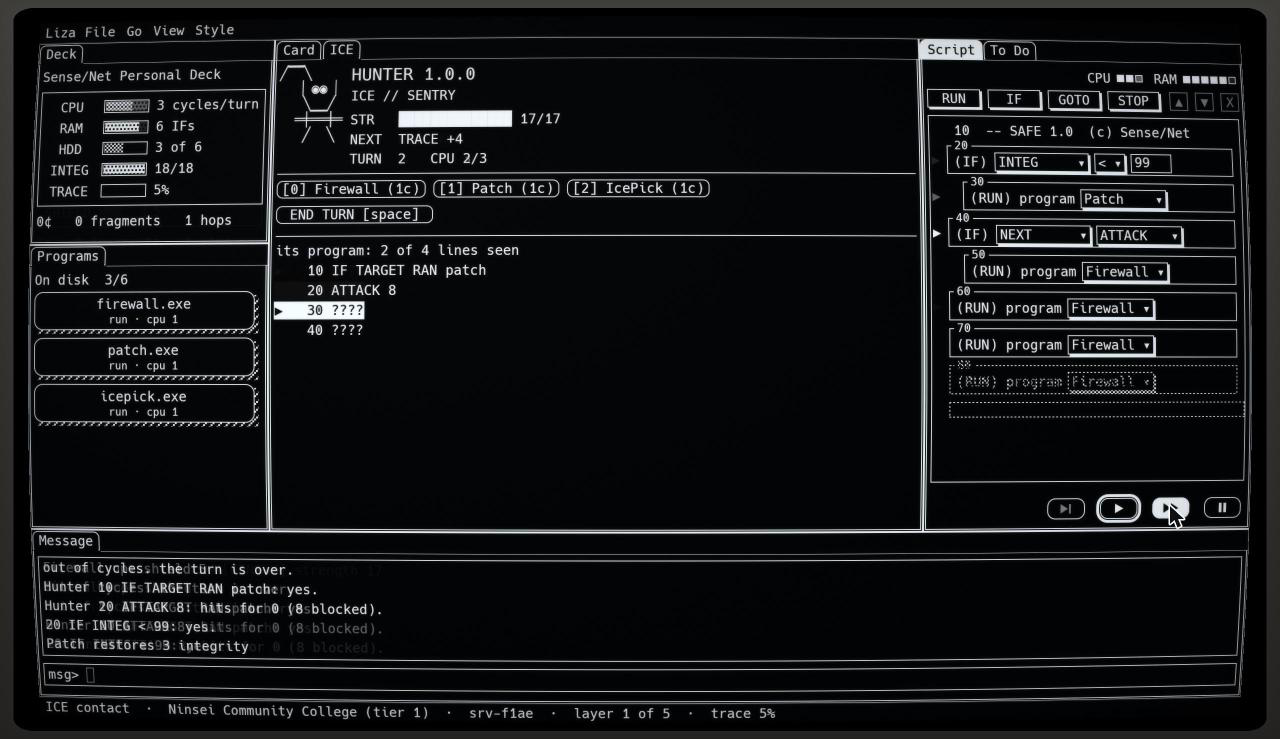 Liza File Go View Style
Deck
Sense/Net Personal Deck
CPU 3 cycles/turn
RAM 6 IFs
HDD 3 of 6
INTEG 18/18
TRACE 5%
0¢ 0 fragments 1 hops
Programs
On disk 3/6
firewall.exe
run · cpu 1
patch.exe
run · cpu 1
icepick.exe
run · cpu 1
Card ICE
HUNTER 1.0.0
ICE // SENTRY
STR 17/17
NEXT TRACE +4
TURN 2 CPU 2/3
[0] Firewall (1c) [1] Patch (1c) [2] IcePick (1c)
END TURN [space]
its program: 2 of 4 lines seen
10 IF TARGET RAN patch
20 ATTACK 8
30 ????
40 ????
Script To Do
CPU RAM
RUN IF GOTO STOP X
10 -- SAFE 1.0 (c) Sense/Net
20
(IF) INTEG < 99
30
(RUN) program Patch
40
(IF) NEXT ATTACK
50
(RUN) program Firewall
60
(RUN) program Firewall
70
(RUN) program Firewall
80
(RUN) program Firewall
Message
out of cycles. the turn is over.
Hunter 10 IF TARGET RAN patch: yes.
Hunter 20 ATTACK 8: hits for 0 (8 blocked).
20 IF INTEG < 99: yes.
Patch restores 3 integrity
msg>
ICE contact · Ninsei Community College (tier 1) · srv-f1ae · layer 1 of 5 · trace 5%